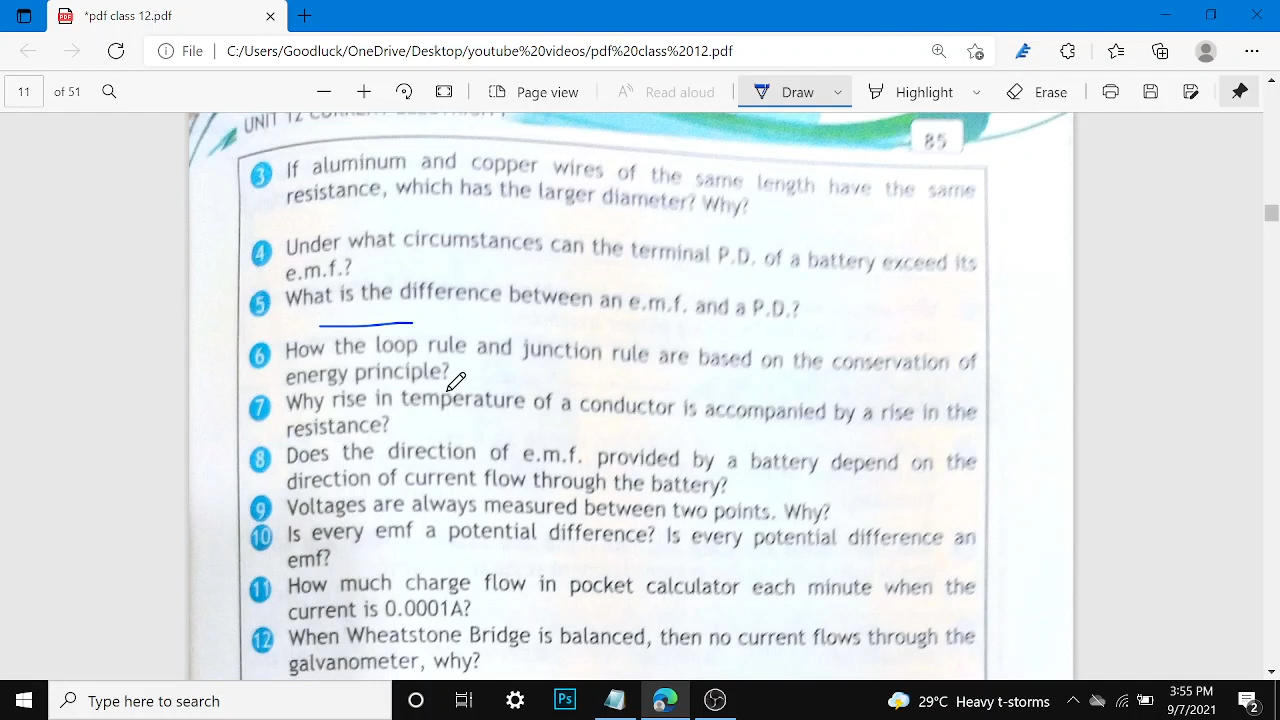 *pdf class 12.pdf
File C:/Users/Goodluck/OneDrive/Desktop/youtube%20videos/pdf%20class%2012.pdf
11 of 51 Page view Read aloud Draw Highlight Erase
UNIT 12 CURRENT ELECTRICITY
85
3 If aluminum and copper wires of the same length have the same
resistance, which has the larger diameter? Why?
4 Under what circumstances can the terminal P.D. of a battery exceed its
e.m.f.?
5 What is the difference between an e.m.f. and a P.D.?
6 How the loop rule and junction rule are based on the conservation of
energy principle?
7 Why rise in temperature of a conductor is accompanied by a rise in the
resistance?
8 Does the direction of e.m.f. provided by a battery depend on the
direction of current flow through the battery?
9 Voltages are always measured between two points. Why?
10 Is every emf a potential difference? Is every potential difference an
emf?
11 How much charge flow in pocket calculator each minute when the
current is 0.0001A?
12 When Wheatstone Bridge is balanced, then no current flows through the
galvanometer, why?
Type here to search
Ps
29°C Heavy t-storms
3:55 PM
9/7/2021
2